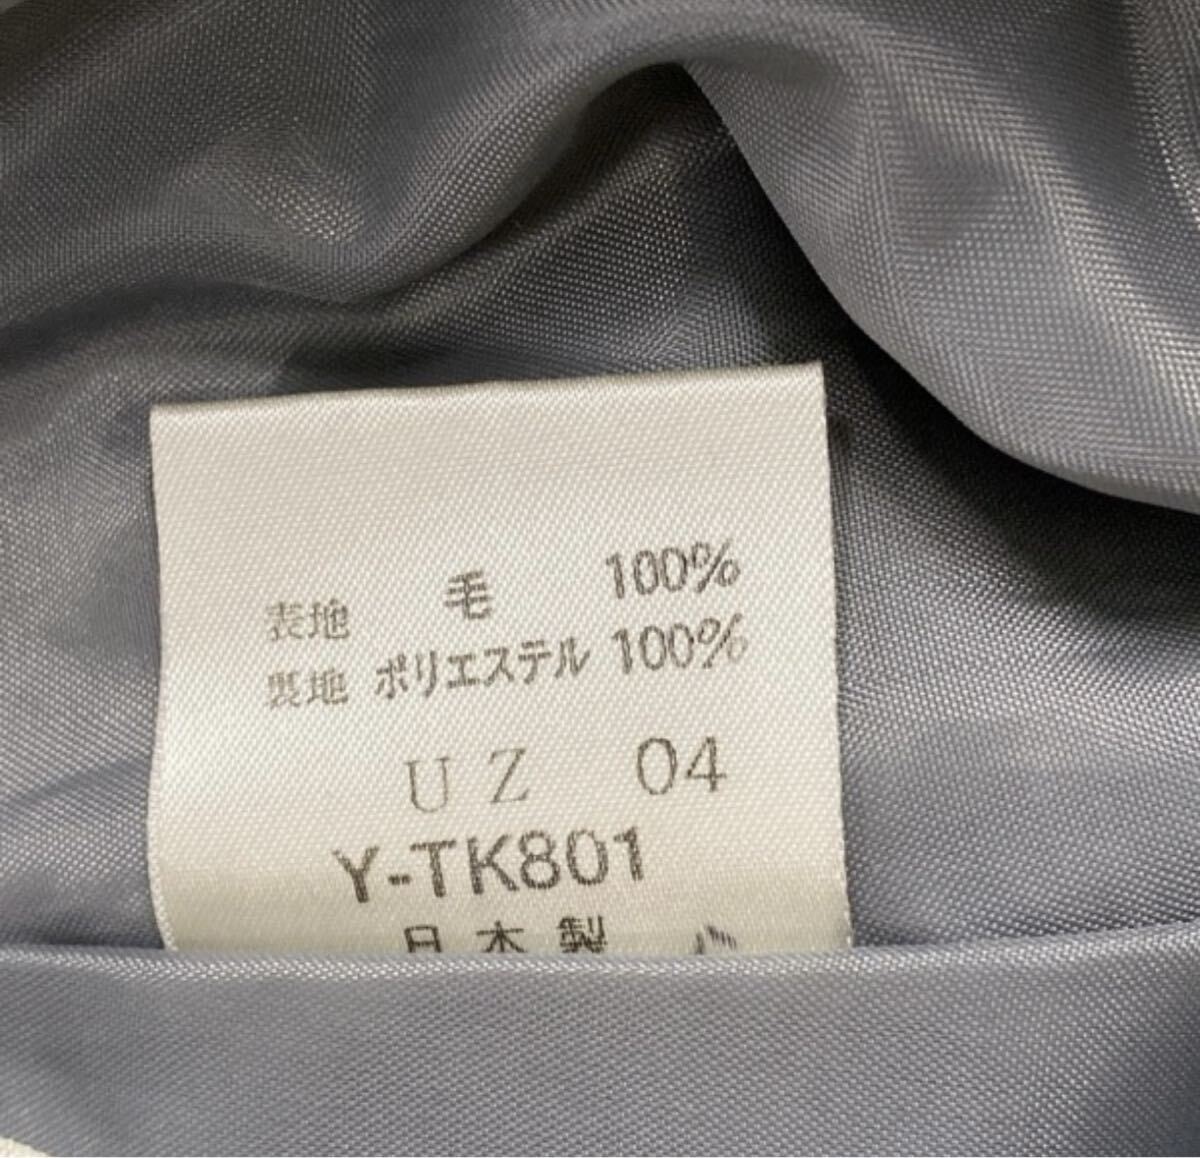 表地 毛 100%
裏地 ポリエステル 100%
UZ 04
Y-TK801
日本製